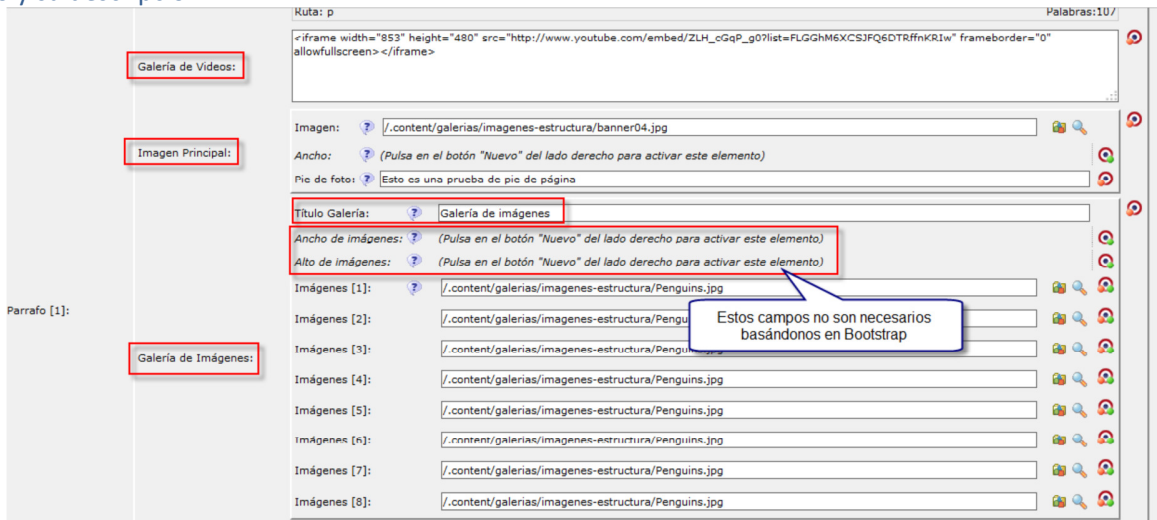 Ruta: p Palabras:107
<iframe width="853" height="480" src="http://www.youtube.com/embed/ZLH_cGqP_g0?list=FLGGhM6XCSJFQ6DTRffnKRIw" frameborder="0"
allowfullscreen></iframe>
Galería de Videos:
Imagen: /.content/galerias/imagenes-estructura/banner04.jpg
Imagen Principal:
Ancho: (Pulsa en el botón "Nuevo" del lado derecho para activar este elemento)
Pie de foto: Esto es una prueba de pie de página
Título Galería: Galería de imágenes
Ancho de imágenes: (Pulsa en el botón "Nuevo" del lado derecho para activar este elemento)
Alto de imágenes: (Pulsa en el botón "Nuevo" del lado derecho para activar este elemento)
Imágenes [1]: /.content/galerias/imagenes-estructura/Penguins.jpg
Parrafo [1]:
Estos campos no son necesarios
basándonos en Bootstrap
Imágenes [2]: /.content/galerias/imagenes-estructura/Pengu
Imágenes [3]: /.content/galerias/imagenes-estructura/Penguins.jpg
Galería de Imágenes:
Imágenes [4]: /.content/galerias/imagenes-estructura/Penguins.jpg
Imágenes [5]: /.content/galerias/imagenes-estructura/Penguins.jpg
Imágenes [6]: /.content/galerias/imagenes-estructura/Penguins.jpg
Imágenes [7]: /.content/galerias/imagenes-estructura/Penguins.jpg
Imágenes [8]: /.content/galerias/imagenes-estructura/Penguins.jpg